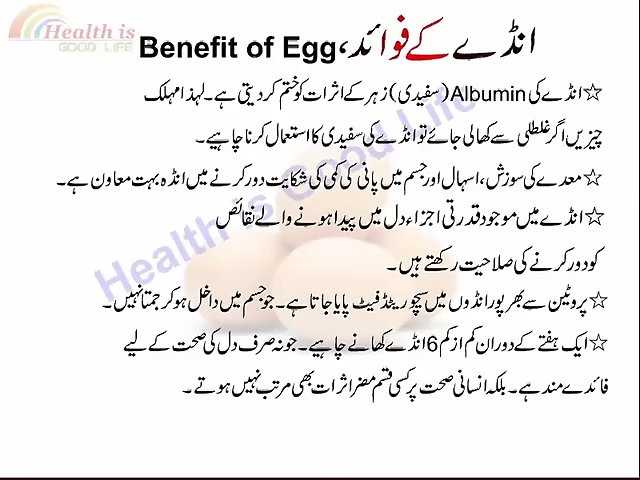 Health is
GOOD LIFE
انڈے کے فوائد، Benefit of Egg
☆انڈے کی Albumin(سفیدی) زہر کے اثرات کو ختم کر دیتی ہے۔ لہذا مہلک
چیزیں اگر غلطلی سے کھالی جائے تو انڈے کی سفیدی کا استعمال کرنا چاہیے۔
☆معدے کی سوزش، اسہال اور جسم میں پانی کی کمی کی شکایت دور کرنے میں انڈہ بہت معاون ہے۔
☆انڈے میں موجود قدرتی اجزاء دل میں پیدا ہونے والے نقائص
کو دور کرنے کی صلاحیت رکھتے ہیں۔
☆پروٹین سے بھرپور انڈوں میں سیچوریٹڈ فیٹ پایا جاتا ہے۔ جو جسم میں داخل ہو کر جمتا نہیں۔
☆ایک ہفتے کے دوران کم از کم 6 انڈے کھانے چاہیے۔ جو نہ صرف دل کی صحت کے لیے
فائدے مند ہے۔ بلکہ انسانی صحت پر کسی قسم مضر اثرات بھی مرتب نہیں ہوتے۔
Health is Good Life